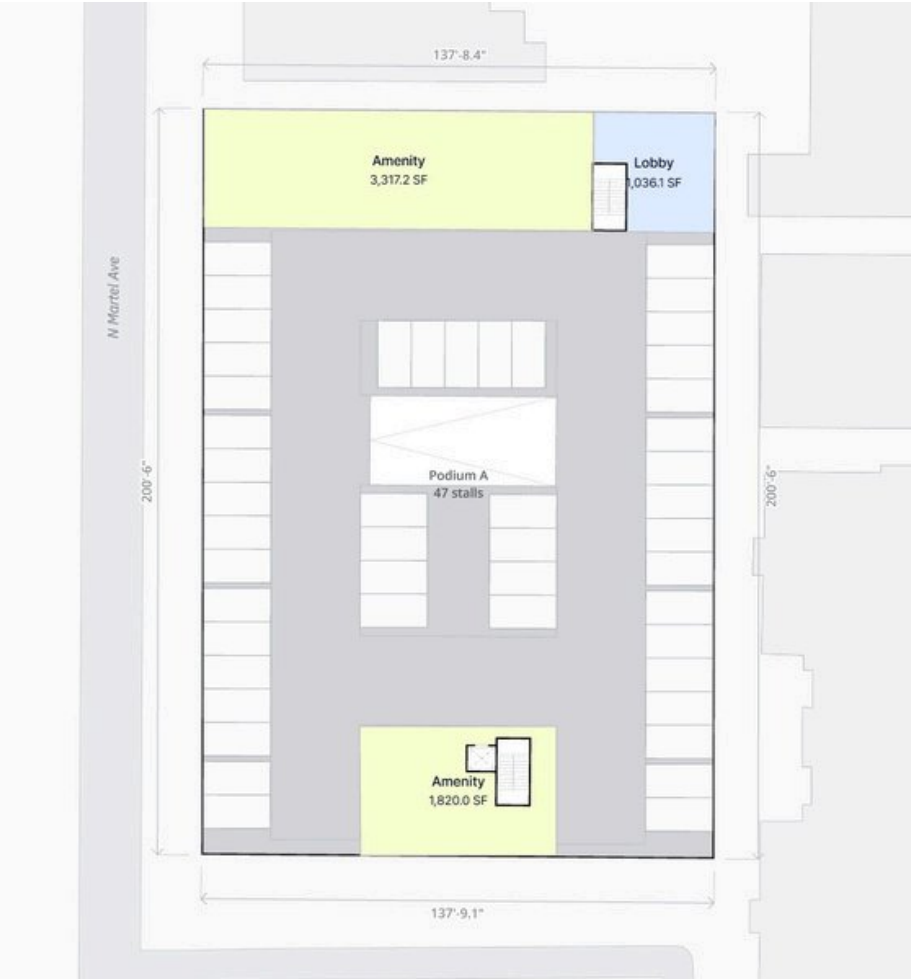 137'-8.4"
Amenity
3,317.2 SF
Lobby
1,036.1 SF
N Martel Ave
200'-6"
200'-6"
Podium A
47 stalls
Amenity
1,820.0 SF
137'-9.1"